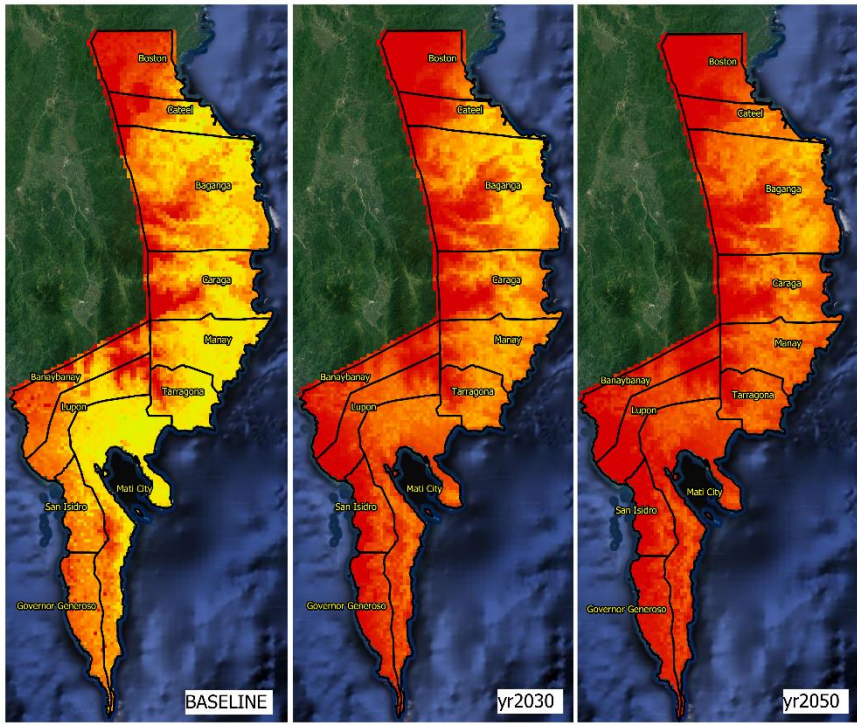 Boston
Cateel
Baganga
Caraga
Manay
Banaybanay
Tarragona
Lupon
Mati City
San Isidro
Governor Generoso
BASELINE
Boston
Cateel
Baganga
Caraga
Manay
Banaybanay
Tarragona
Lupon
Mati City
San Isidro
Governor Generoso
yr2030
Boston
Cateel
Baganga
Caraga
Manay
Banaybanay
Tarragona
Lupon
Mati City
San Isidro
Governor Generoso
yr2050